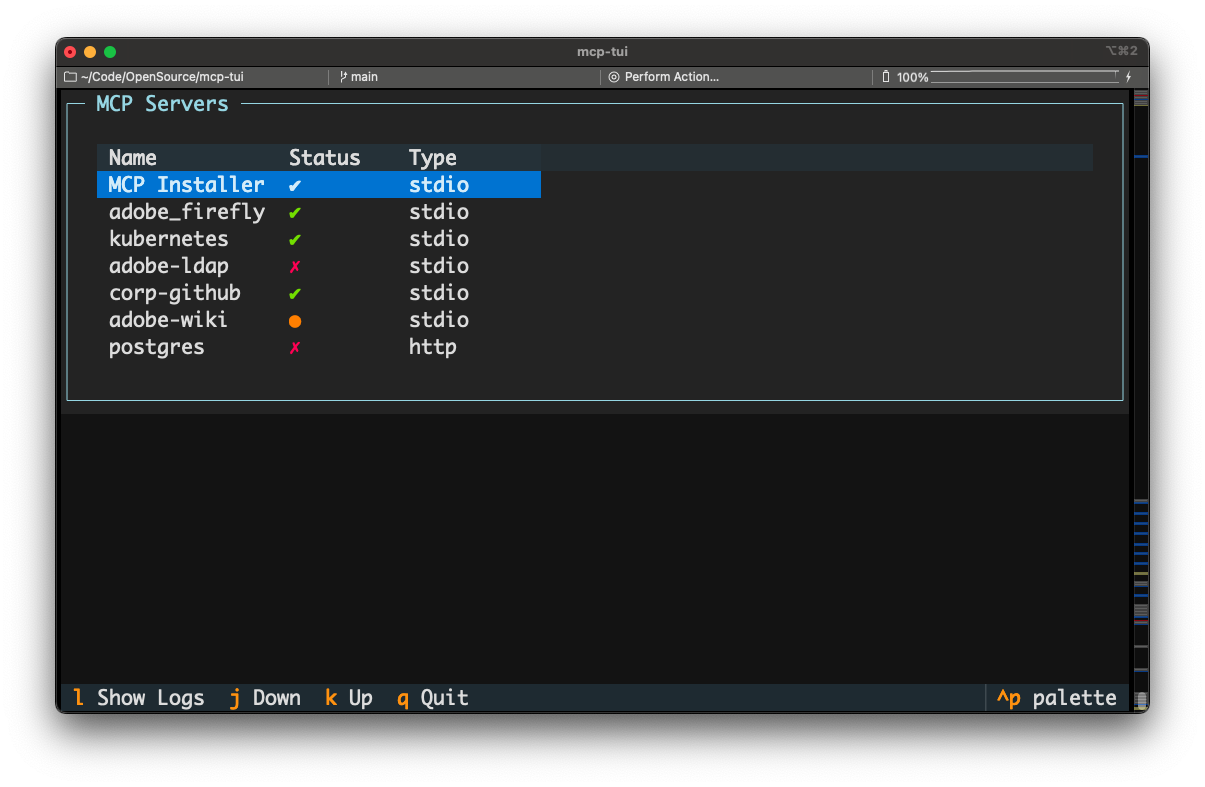 mcp-tui ⌥⌘2
~/Code/OpenSource/mcp-tui main Perform Action... 100%
MCP Servers
Name Status Type
MCP Installer ✔ stdio
adobe_firefly ✔ stdio
kubernetes ✔ stdio
adobe-ldap ✗ stdio
corp-github ✔ stdio
adobe-wiki ● stdio
postgres ✗ http
l Show Logs j Down k Up q Quit ^p palette